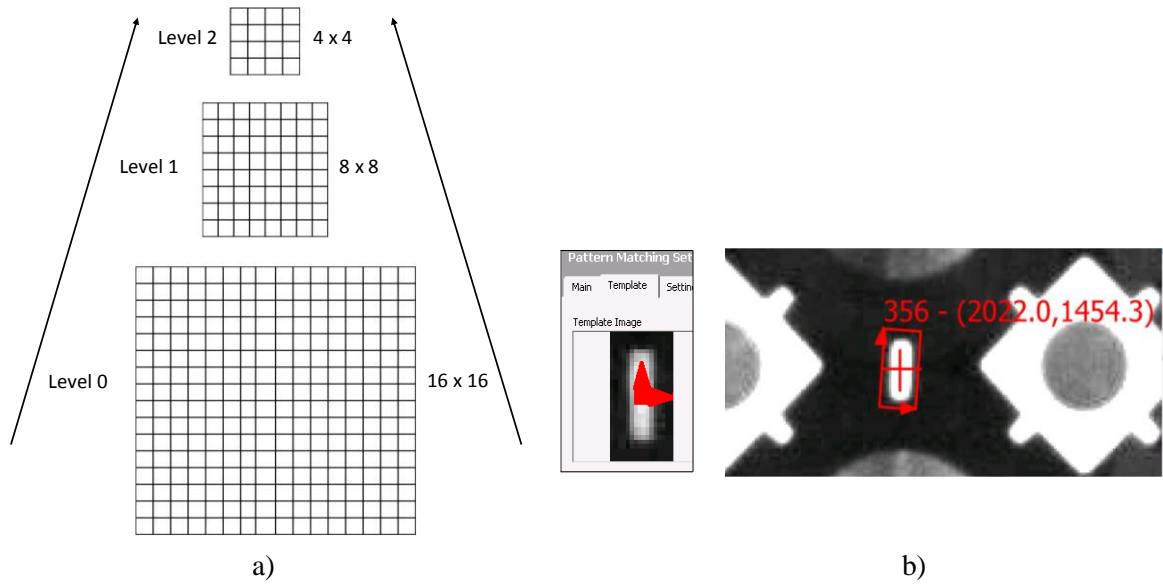 Level 2
4 x 4
Level 1
8 x 8
Level 0
16 x 16
a)
Pattern Matching Set
Main Template Settin
Template Image
356 - (2022.0,1454.3)
b)